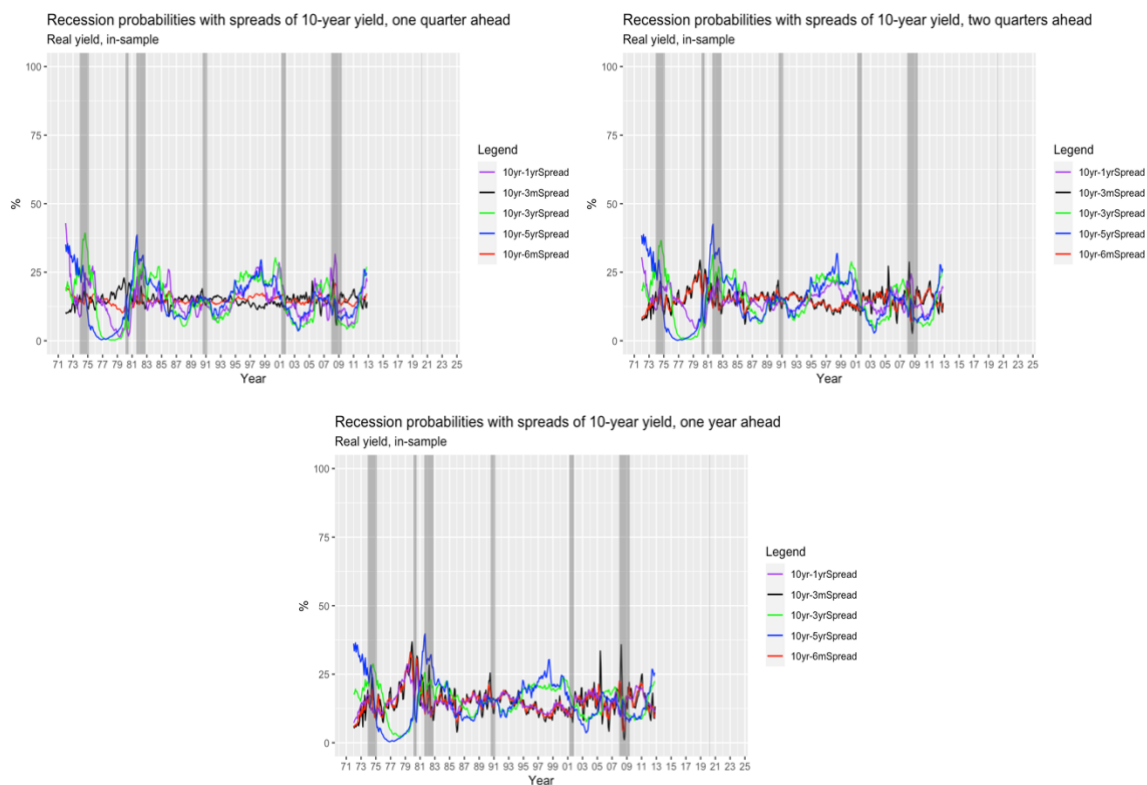 Recession probabilities with spreads of 10-year yield, one quarter ahead
Real yield, in-sample
100
75
50
25
0
%
71 73 75 77 79 81 83 85 87 89 91 93 95 97 99 01 03 05 07 09 11 13 15 17 19 21 23 25
Year
Legend
10yr-1yrSpread
10yr-3mSpread
10yr-3yrSpread
10yr-5yrSpread
10yr-6mSpread
Recession probabilities with spreads of 10-year yield, two quarters ahead
Real yield, in-sample
100
75
50
25
0
%
71 73 75 77 79 81 83 85 87 89 91 93 95 97 99 01 03 05 07 09 11 13 15 17 19 21 23 25
Year
Legend
10yr-1yrSpread
10yr-3mSpread
10yr-3yrSpread
10yr-5yrSpread
10yr-6mSpread
Recession probabilities with spreads of 10-year yield, one year ahead
Real yield, in-sample
100
75
50
25
0
%
71 73 75 77 79 81 83 85 87 89 91 93 95 97 99 01 03 05 07 09 11 13 15 17 19 21 23 25
Year
Legend
10yr-1yrSpread
10yr-3mSpread
10yr-3yrSpread
10yr-5yrSpread
10yr-6mSpread